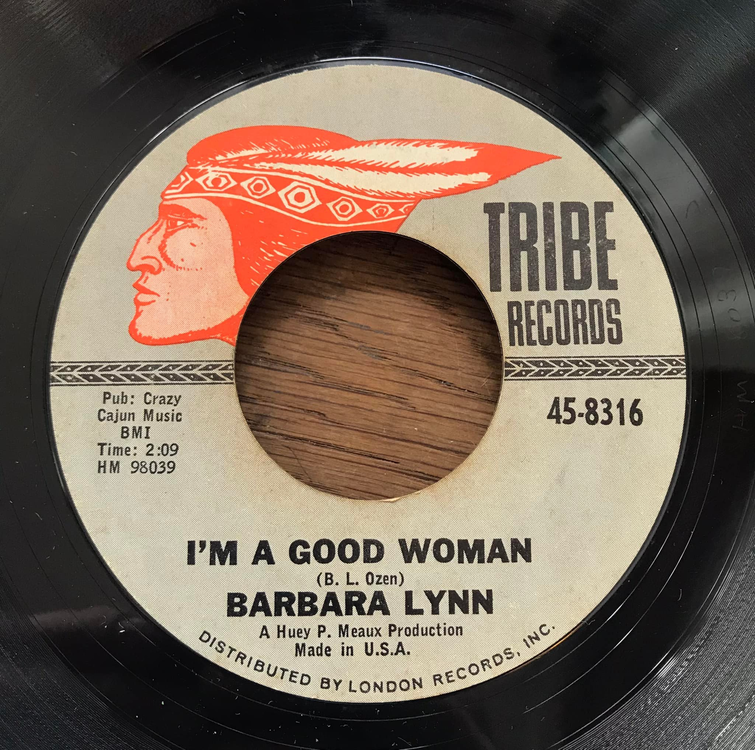 TRIBE
RECORDS
Pub: Crazy
Cajun Music
BMI
Time: 2:09
HM 98039
45-8316
I'M A GOOD WOMAN
(B. L. Ozen)
BARBARA LYNN
A Huey P. Meaux Production
Made in U.S.A.
DISTRIBUTED BY LONDON RECORDS, INC.